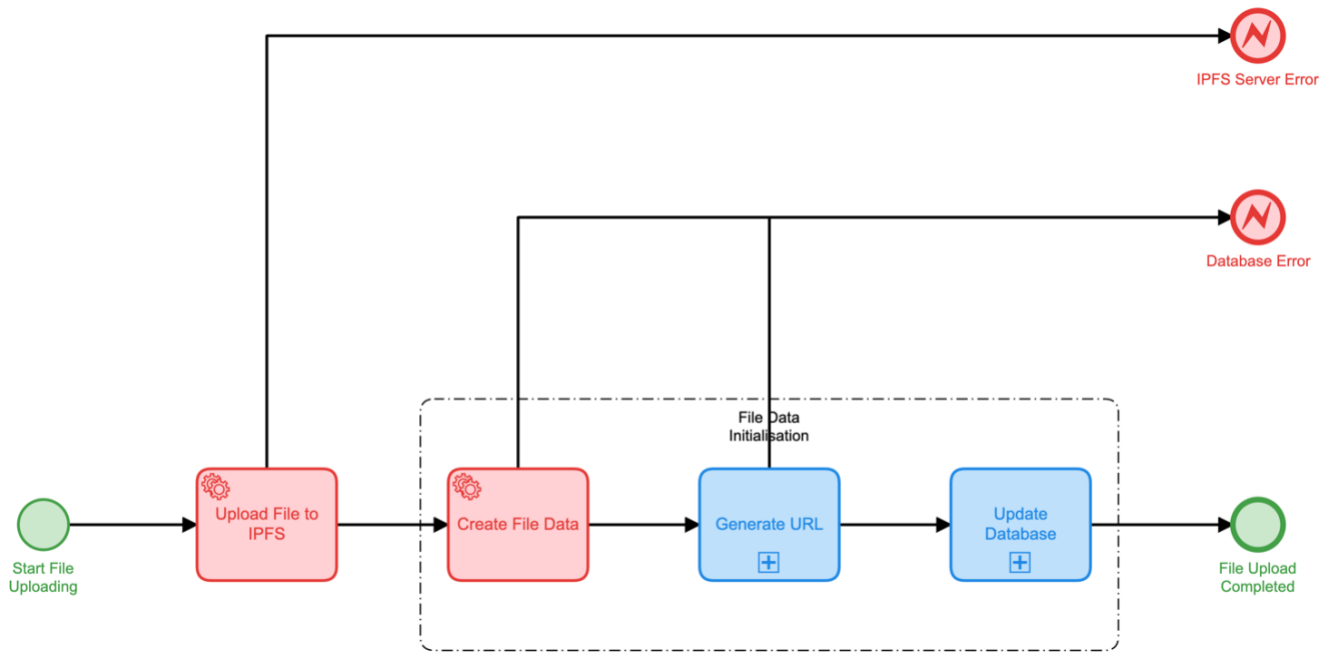 IPFS Server Error
Database Error
File Data
Initialisation
Start File
Uploading
Upload File to
IPFS
Create File Data
Generate URL
Update
Database
File Upload
Completed